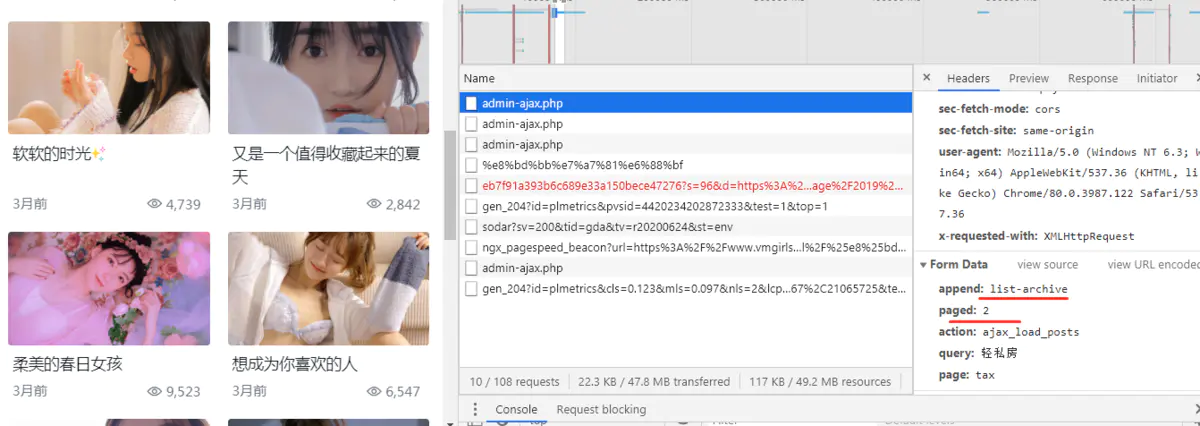 软软的时光✨
3月前 4,739
又是一个值得收藏起来的夏
天
3月前 2,842
柔美的春日女孩
3月前 9,523
想成为你喜欢的人
3月前 6,547
Name
admin-ajax.php
admin-ajax.php
admin-ajax.php
%e8%bd%bb%e7%a7%81%e6%88%bf
eb7f91a393b6c689e33a150bece47276?s=96&d=https%3A%2...age%2F2019%2...
gen_204?id=plmetrics&pvsid=4420234202872333&test=1&top=1
sodar?sv=200&tid=gda&tv=r20200624&st=env
ngx_pagespeed_beacon?url=https%3A%2F%2Fwww.vmgirls...l%2F%25e8%25bd...
admin-ajax.php
gen_204?id=plmetrics&cls=0.123&mls=0.097&nls=2&lcp...67%2C21065725&te...
10 / 108 requests 22.3 KB / 47.8 MB transferred 117 KB / 49.2 MB resources
Headers Preview Response Initiator
sec-fetch-mode: cors
sec-fetch-site: same-origin
user-agent: Mozilla/5.0 (Windows NT 6.3; W
in64; x64) AppleWebKit/537.36 (KHTML, li
ke Gecko) Chrome/80.0.3987.122 Safari/53
7.36
x-requested-with: XMLHttpRequest
Form Data view source view URL encoded
append: list-archive
paged: 2
action: ajax_load_posts
query: 轻私房
page: tax
Console Request blocking